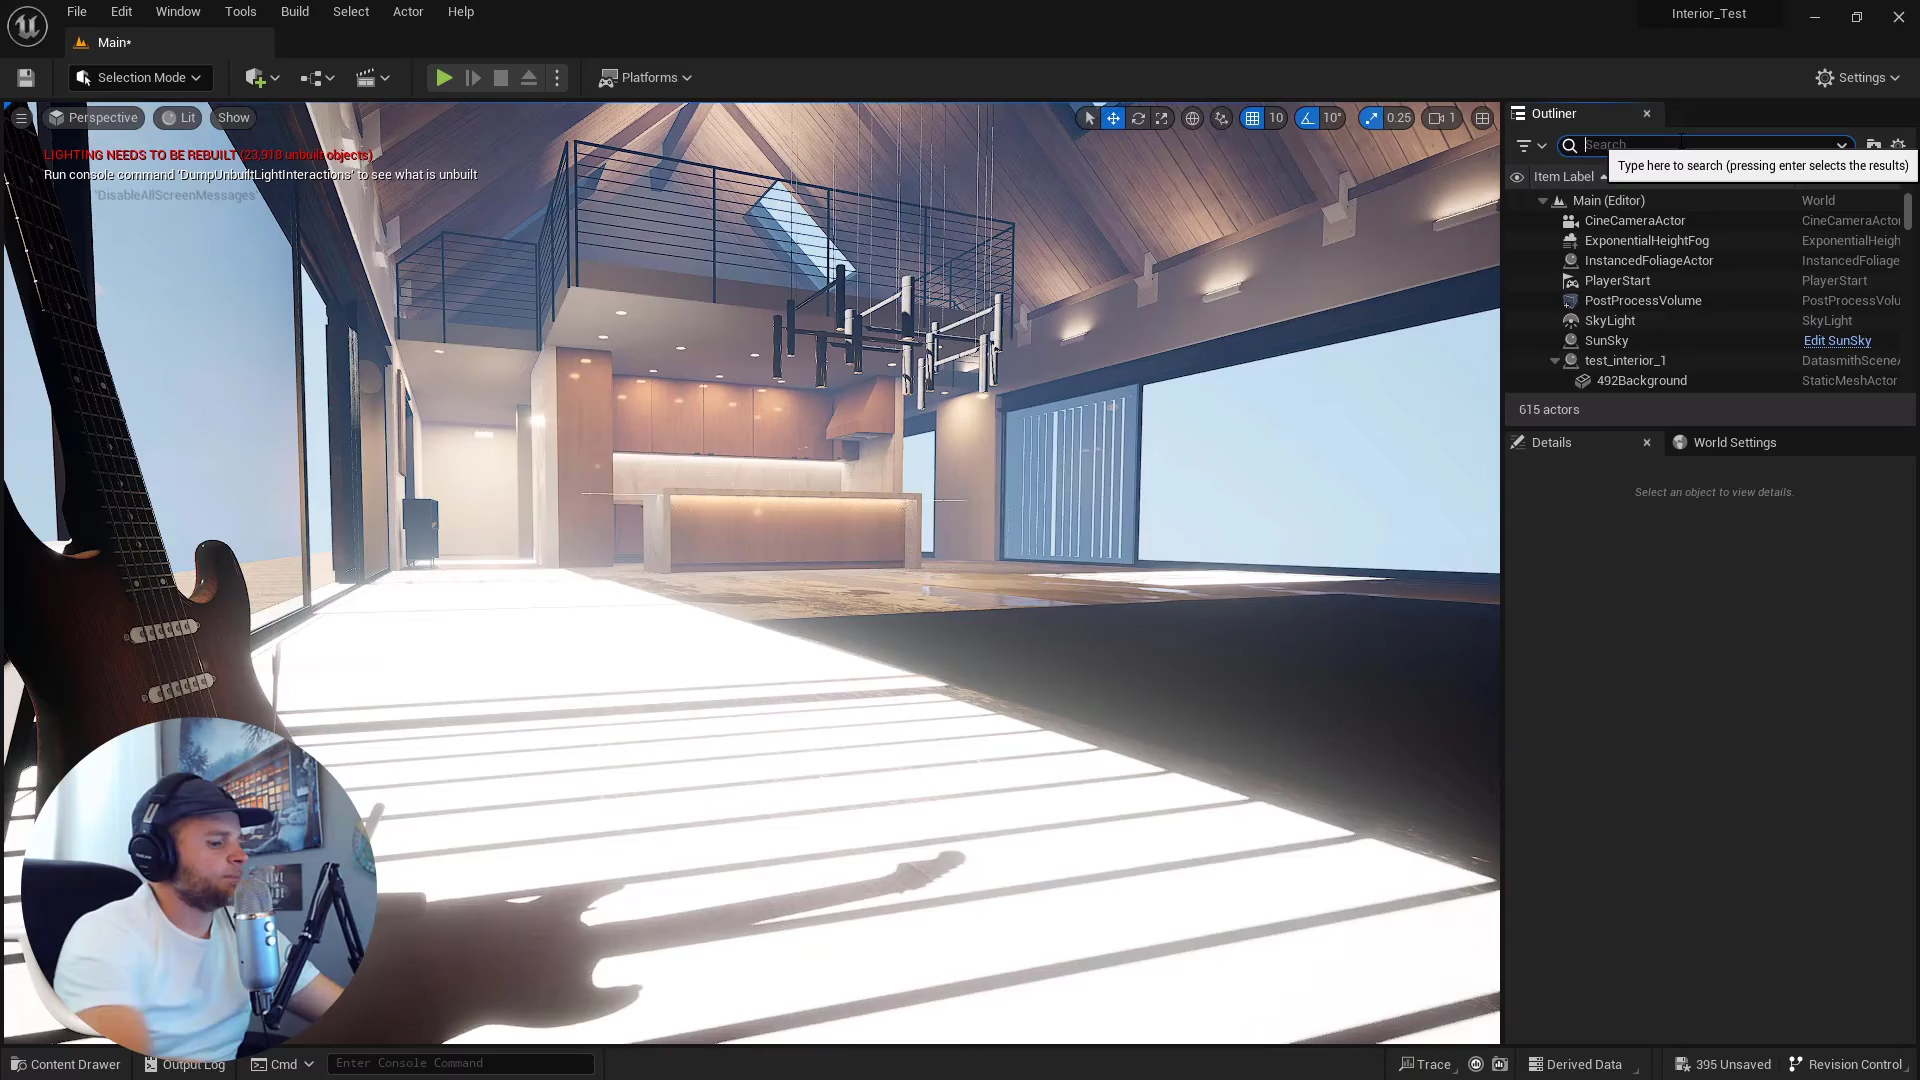 File Edit Window Tools Build Select Actor Help
Interior_Test
Main*
Selection Mode
Platforms
Settings
Perspective
Lit
Show
10
10°
0.25
1
LIGHTING NEEDS TO BE REBUILT (23,918 unbuilt objects)
Run console command 'DumpUnbuiltLightInteractions' to see what is unbuilt
'DisableAllScreenMessages'
Outliner
Search
Type here to search (pressing enter selects the results)
Item Label
Main (Editor) World
CineCameraActor CineCameraActor
ExponentialHeightFog ExponentialHeigh
InstancedFoliageActor InstancedFoliage
PlayerStart PlayerStart
PostProcessVolume PostProcessVolu
SkyLight SkyLight
SunSky Edit SunSky
test_interior_1 DatasmithScene
492Background StaticMeshActor
615 actors
Details
World Settings
Select an object to view details.
Content Drawer
Output Log
Cmd
Enter Console Command
Trace
Derived Data
395 Unsaved
Revision Control